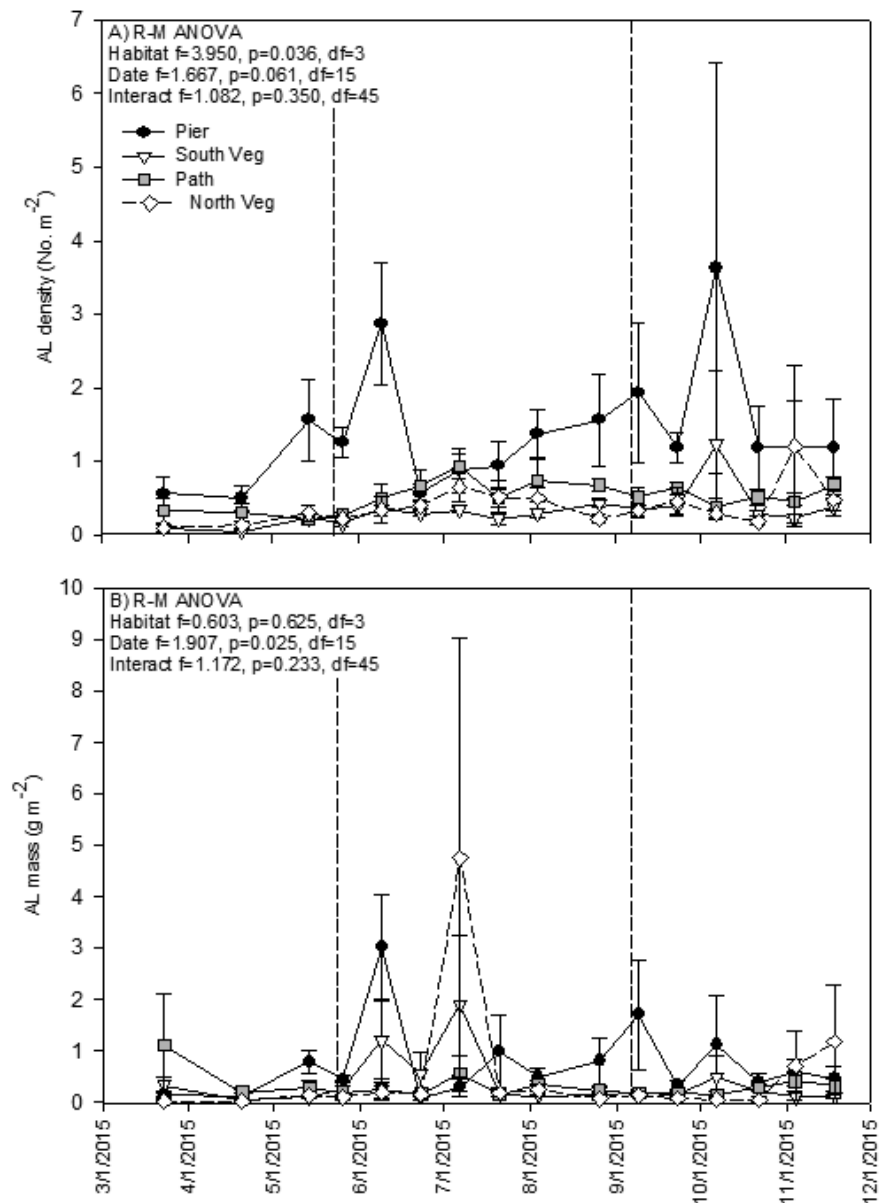 A) R-M ANOVA
Habitat f=3.950, p=0.036, df=3
Date f=1.667, p=0.061, df=15
Interact f=1.082, p=0.350, df=45
Pier
South Veg
Path
North Veg
7
6
5
4
3
2
1
0
AL density (No. m⁻²)
B) R-M ANOVA
Habitat f=0.603, p=0.625, df=3
Date f=1.907, p=0.025, df=15
Interact f=1.172, p=0.233, df=45
10
9
8
7
6
5
4
3
2
1
0
AL mass (g m⁻²)
3/1/2015
4/1/2015
5/1/2015
6/1/2015
7/1/2015
8/1/2015
9/1/2015
10/1/2015
11/1/2015
12/1/2015